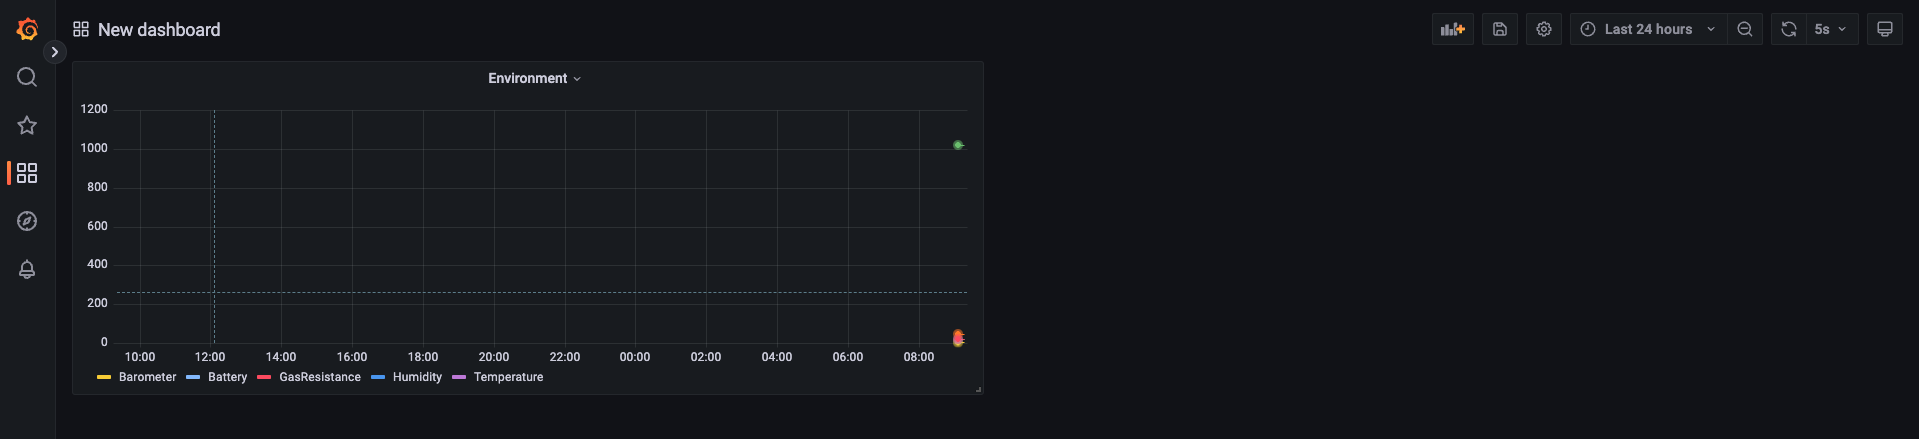 New dashboard
Last 24 hours
5s
Environment
1200
1000
800
600
400
200
0
10:00 12:00 14:00 16:00 18:00 20:00 22:00 00:00 02:00 04:00 06:00 08:00
Barometer Battery GasResistance Humidity Temperature